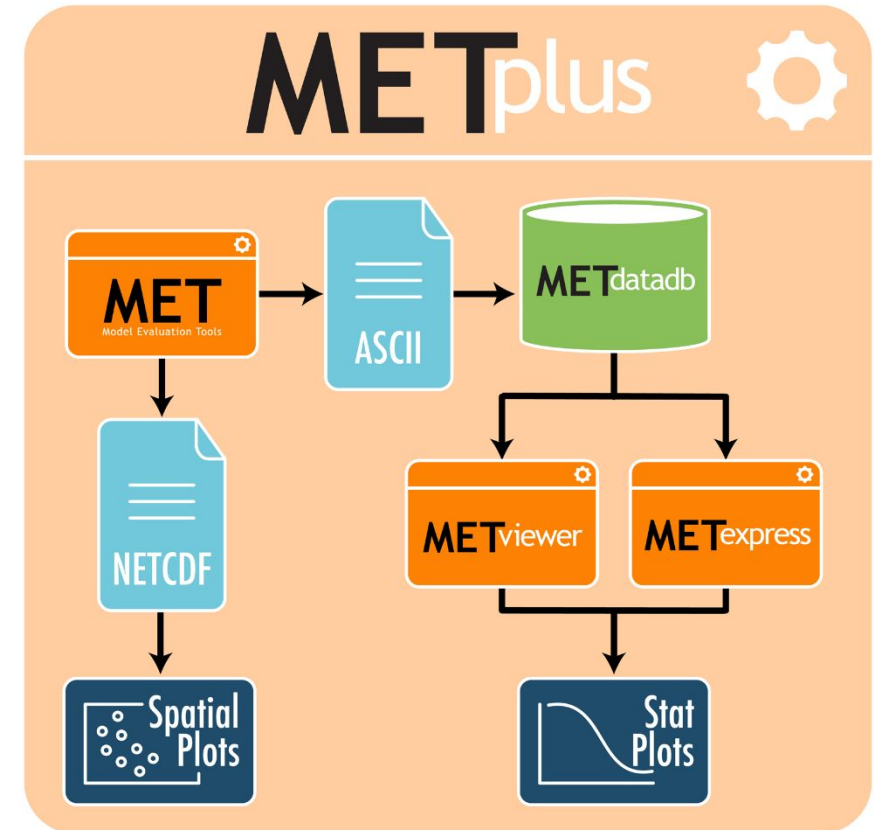 METplus
MET
Model Evaluation Tools
ASCII
METdatadb
NETCDF
METviewer
METexpress
Spatial
Plots
Stat
Plots